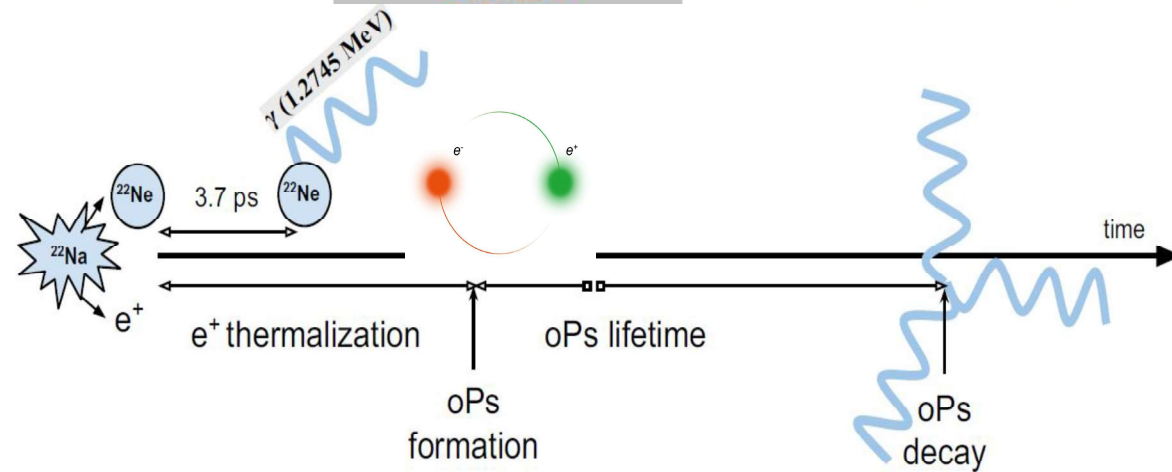 γ (1.2745 MeV)
e⁻
e⁺
²²Ne
3.7 ps
²²Ne
²²Na
time
e⁺
e⁺ thermalization
oPs lifetime
oPs
formation
oPs
decay